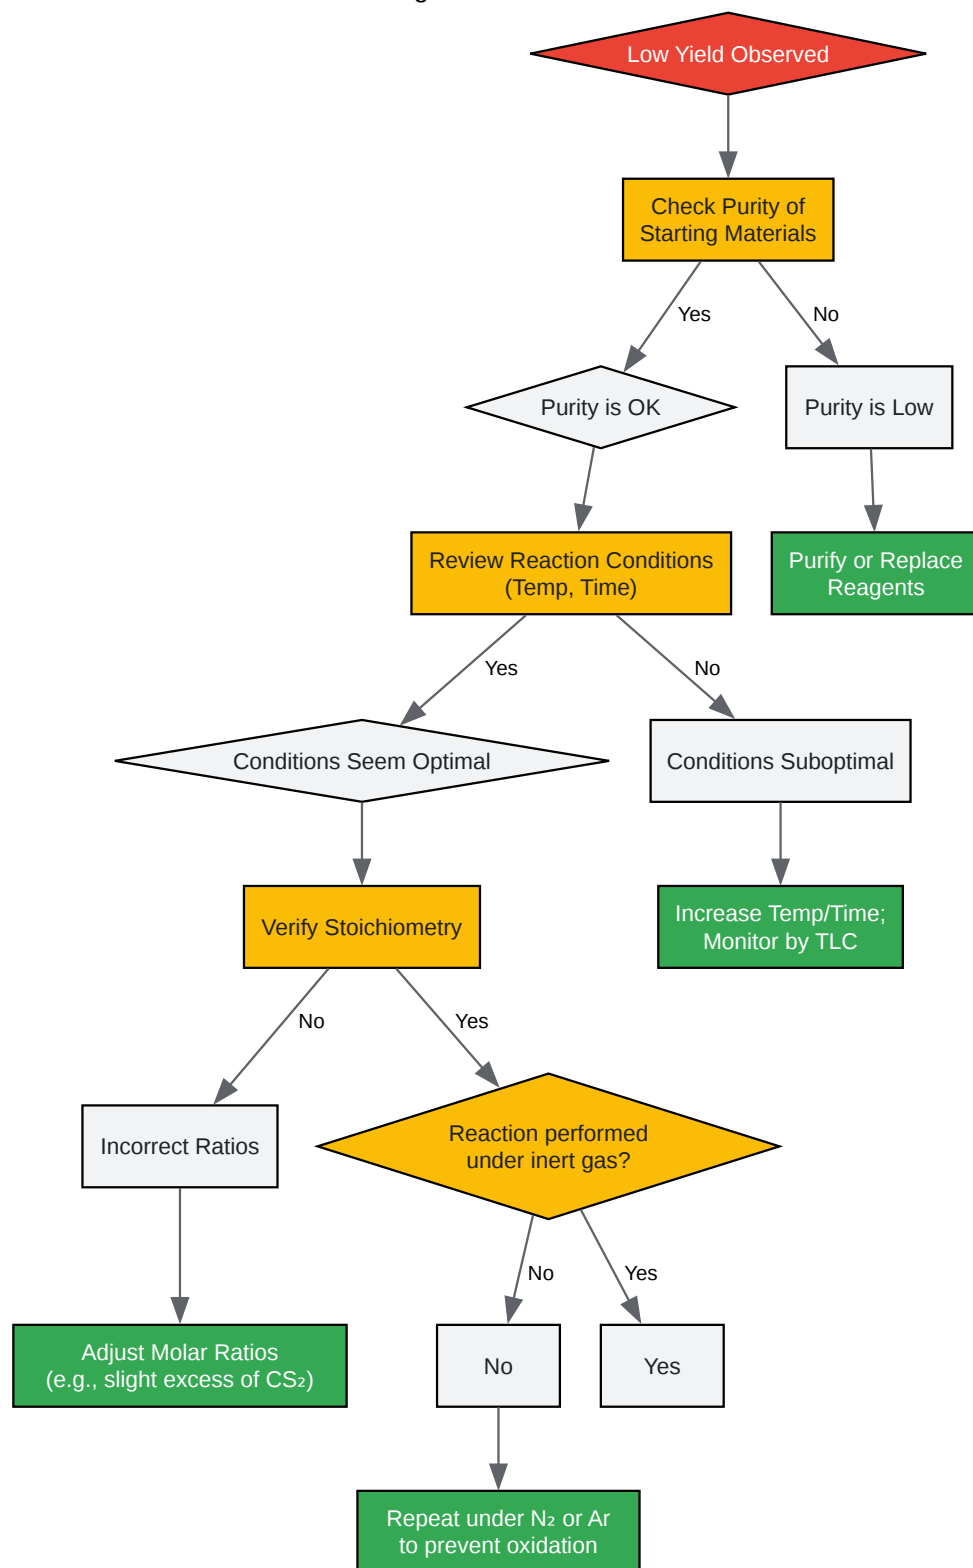 Low Yield Observed
Check Purity of
Starting Materials
Yes
No
Purity is OK
Purity is Low
Review Reaction Conditions
(Temp, Time)
Purify or Replace
Reagents
Yes
No
Conditions Seem Optimal
Conditions Suboptimal
Verify Stoichiometry
Increase Temp/Time;
Monitor by TLC
No
Yes
Incorrect Ratios
Reaction performed
under inert gas?
No
Yes
Adjust Molar Ratios
(e.g., slight excess of CS₂)
No
Yes
Repeat under N₂ or Ar
to prevent oxidation